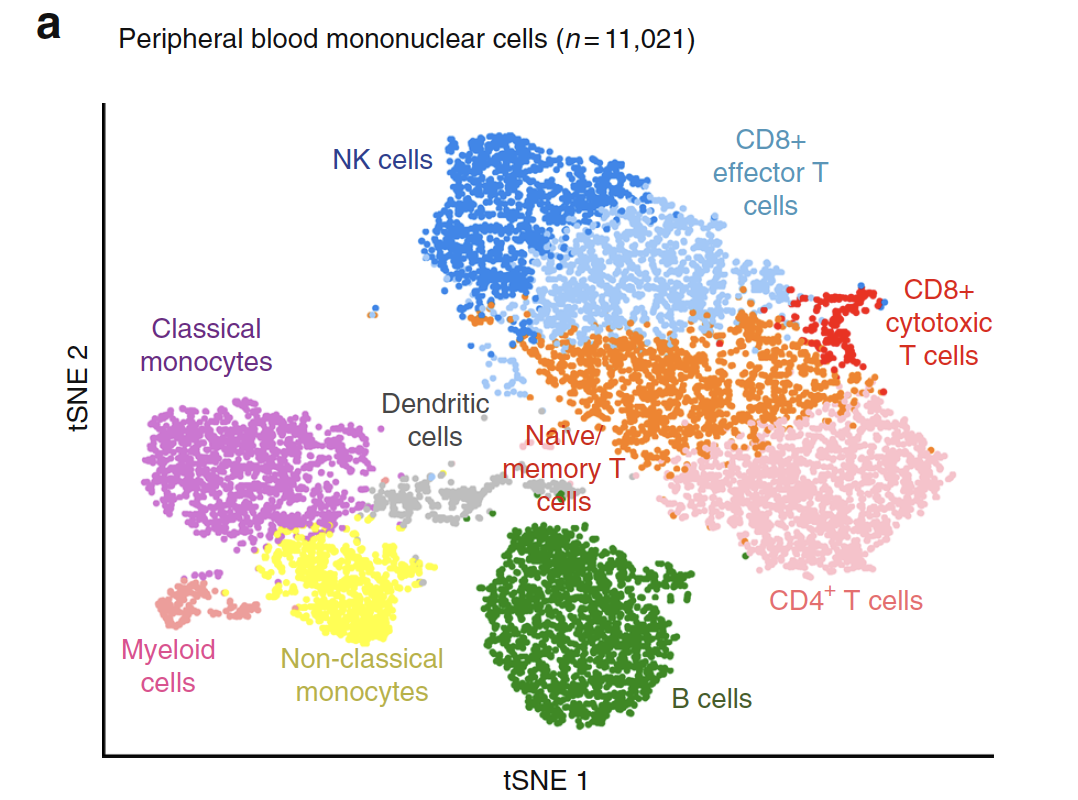 a
Peripheral blood mononuclear cells (n = 11,021)
NK cells
CD8+
effector T
cells
CD8+
cytotoxic
T cells
Classical
monocytes
Dendritic
cells
Naive/
memory T
cells
CD4⁺ T cells
Myeloid
cells
Non-classical
monocytes
B cells
tSNE 2
tSNE 1